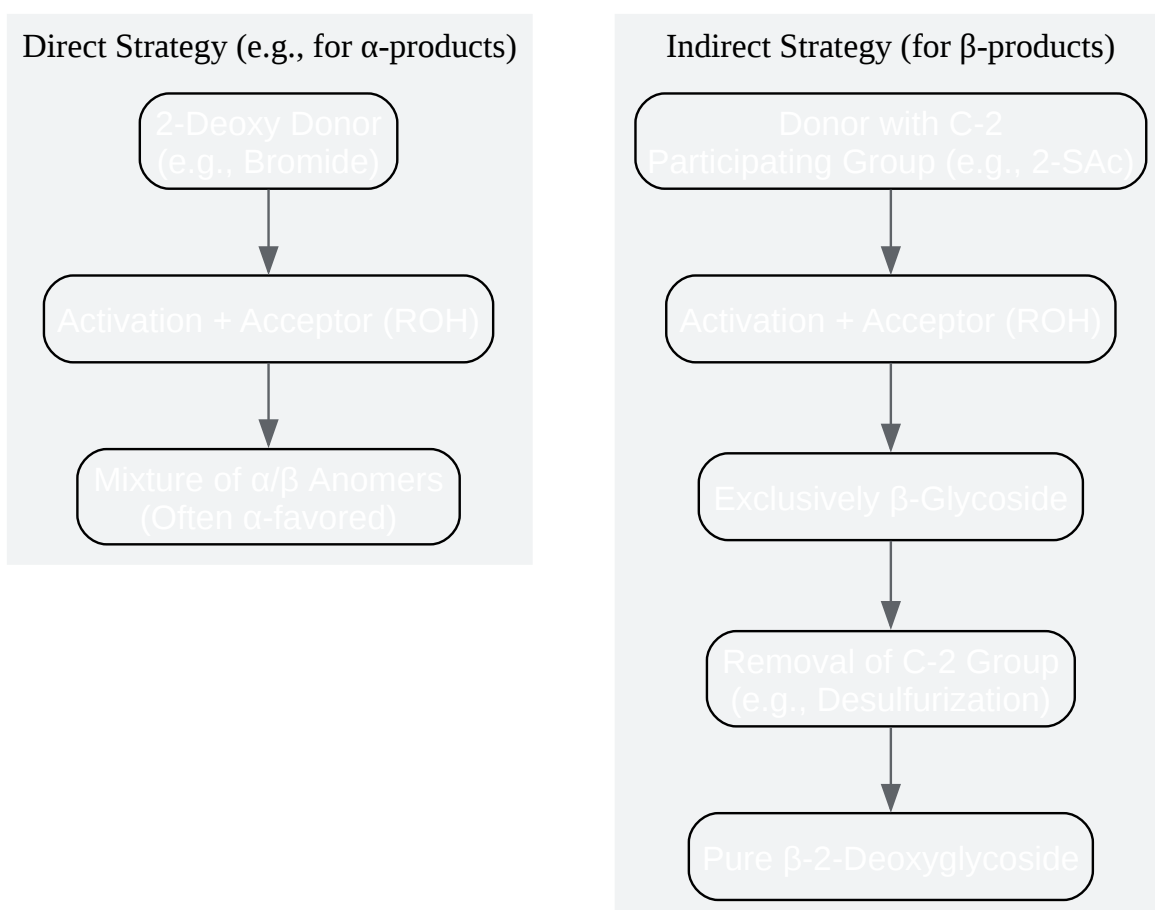 Direct Strategy (e.g., for α-products)
2-Deoxy Donor
(e.g., Bromide)
Activation + Acceptor (ROH)
Mixture of α/β Anomers
(Often α-favored)
Indirect Strategy (for β-products)
Donor with C-2
Participating Group (e.g., 2-SAc)
Activation + Acceptor (ROH)
Exclusively β-Glycoside
Removal of C-2 Group
(e.g., Desulfurization)
Pure β-2-Deoxyglycoside